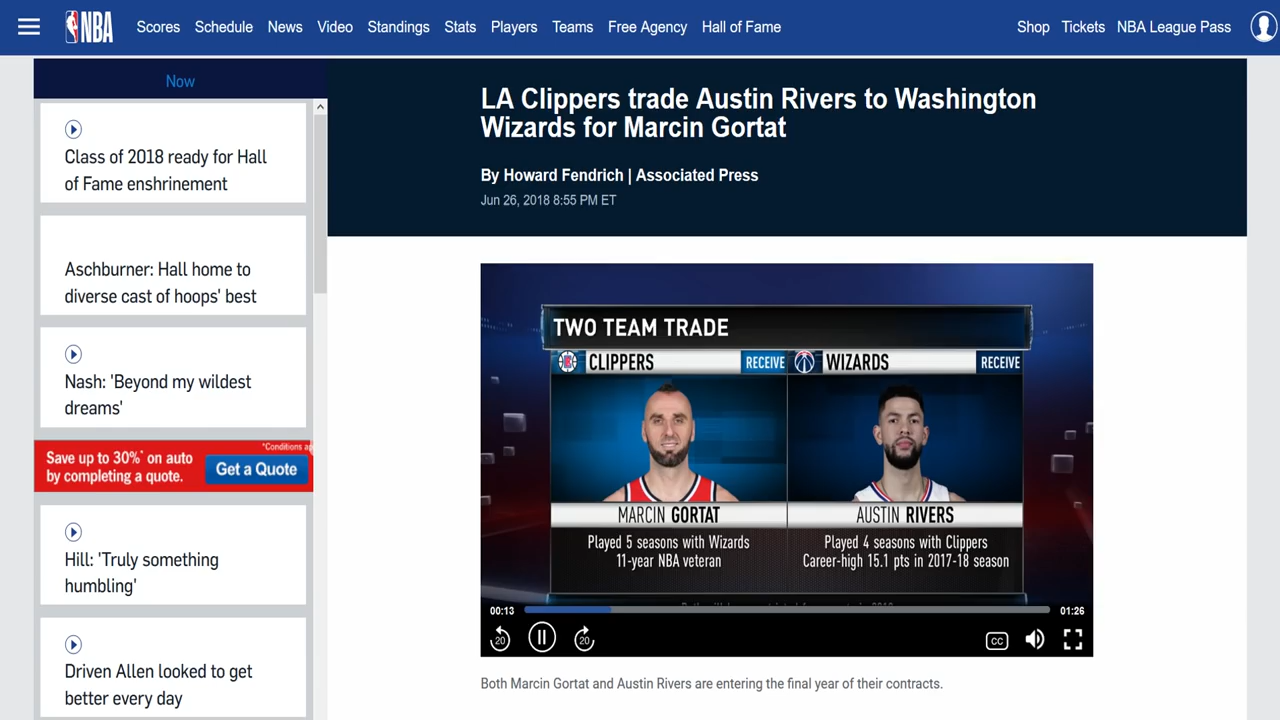 NBA
Scores Schedule News Video Standings Stats Players Teams Free Agency Hall of Fame
Shop Tickets NBA League Pass
Now
Class of 2018 ready for Hall
of Fame enshrinement
Aschburner: Hall home to
diverse cast of hoops' best
Nash: 'Beyond my wildest
dreams'
*Conditions
Save up to 30%* on auto
by completing a quote.
Get a Quote
Hill: 'Truly something
humbling'
Driven Allen looked to get
better every day
LA Clippers trade Austin Rivers to Washington
Wizards for Marcin Gortat
By Howard Fendrich | Associated Press
Jun 26, 2018 8:55 PM ET
TWO TEAM TRADE
CLIPPERS RECEIVE WIZARDS RECEIVE
MARCIN GORTAT
Played 5 seasons with Wizards
11-year NBA veteran
AUSTIN RIVERS
Played 4 seasons with Clippers
Career-high 15.1 pts in 2017-18 season
00:13 01:26
20 20 CC
Both Marcin Gortat and Austin Rivers are entering the final year of their contracts.